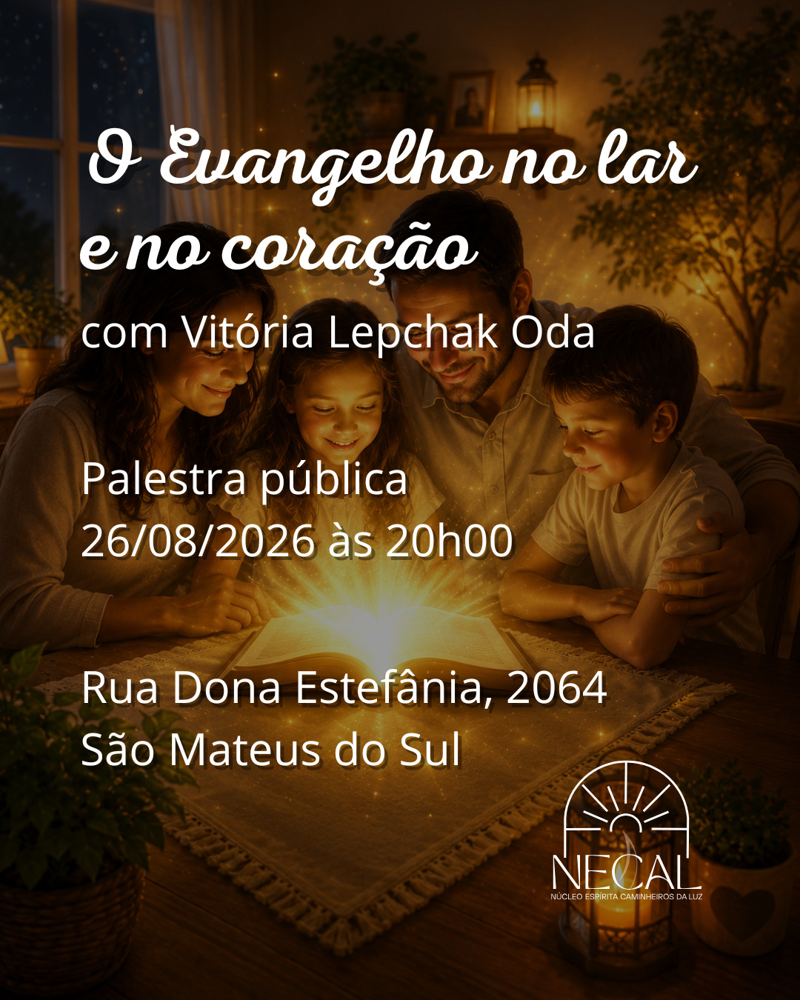 O Evangelho no lar
e no coração
com Vitória Lepchak Oda
Palestra pública
26/08/2026 às 20h00
Rua Dona Estefânia, 2064
São Mateus do Sul
NECAL
NÚCLEO ESPÍRITA CAMINHEIROS DA LUZ